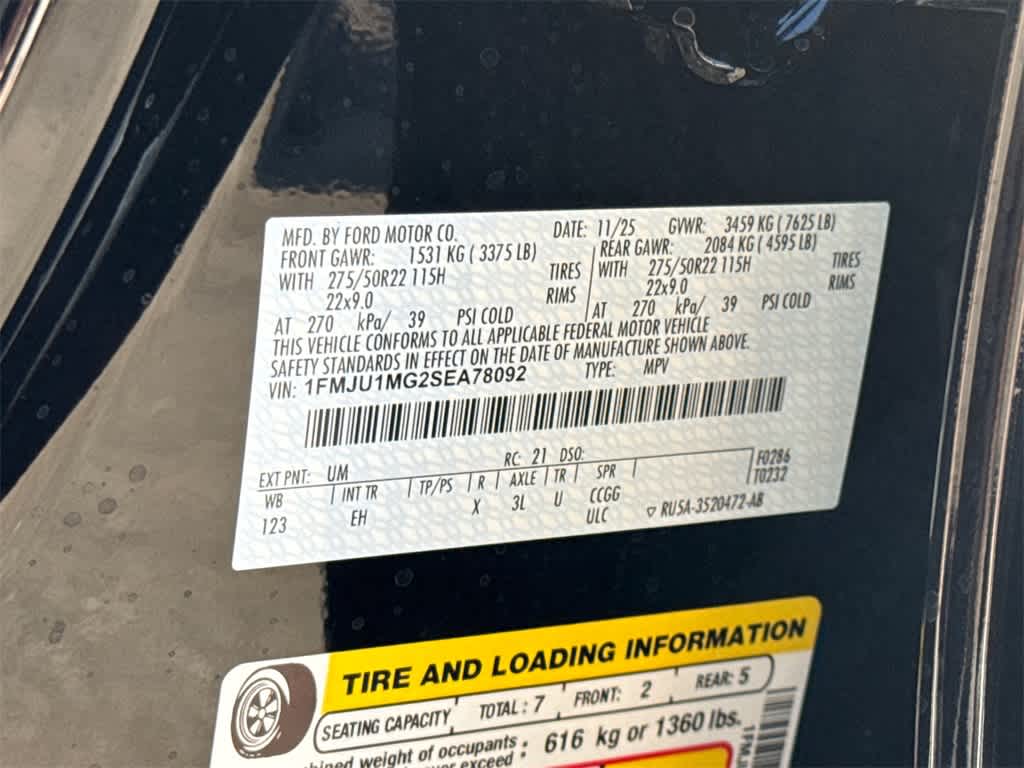 MFD. BY FORD MOTOR CO. DATE: 11/25 GVWR: 3459 KG ( 7625 LB)
FRONT GAWR: 1531 KG ( 3375 LB) REAR GAWR: 2084 KG ( 4595 LB)
WITH 275/50R22 115H TIRES WITH 275/50R22 115H TIRES
22x9.0 RIMS 22x9.0 RIMS
AT 270 kPa/ 39 PSI COLD AT 270 kPa/ 39 PSI COLD
THIS VEHICLE CONFORMS TO ALL APPLICABLE FEDERAL MOTOR VEHICLE
SAFETY STANDARDS IN EFFECT ON THE DATE OF MANUFACTURE SHOWN ABOVE.
VIN: 1FMJU1MG2SEA78092 TYPE: MPV
EXT PNT: UM RC: 21 DSO: F0286
WB INT TR TP/PS R AXLE TR SPR T0232
123 EH X 3L U CCGG
ULC ▽ RU5A-3520472-AB
TIRE AND LOADING INFORMATION
SEATING CAPACITY TOTAL : 7 FRONT: 2 REAR: 5
weight of occupants : 616 kg or 1360 lbs.
exceed